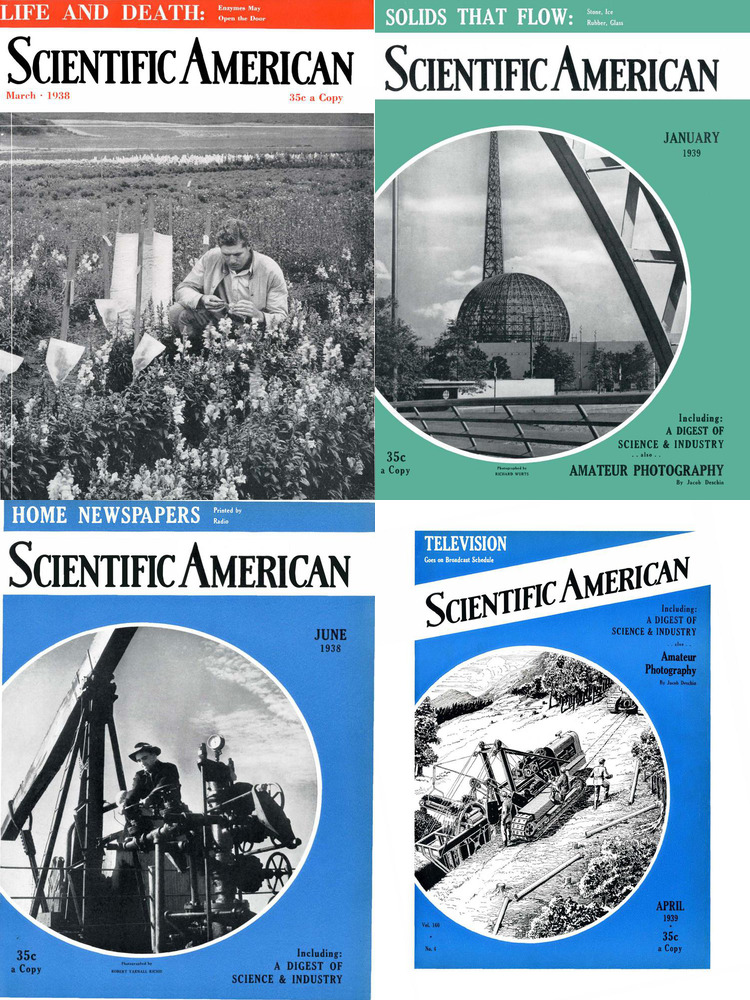 LIFE AND DEATH: Enzymes May
Open the Door
SCIENTIFIC AMERICAN
March · 1938
35c a Copy
SOLIDS THAT FLOW: Stone, Ice
Rubber, Glass
SCIENTIFIC AMERICAN
JANUARY
1939
Including:
A DIGEST OF
SCIENCE & INDUSTRY
. . also . .
AMATEUR PHOTOGRAPHY
By Jacob Deschin
35c
a Copy
Photographed by
RICHARD WURTS
HOME NEWSPAPERS Printed by
Radio
SCIENTIFIC AMERICAN
JUNE
1938
35c
a Copy
Photographed by
ROBERT YARNALL RICHIE
Including:
A DIGEST OF
SCIENCE & INDUSTRY
TELEVISION
Goes on Broadcast Schedule
SCIENTIFIC AMERICAN
Including:
A DIGEST OF
SCIENCE & INDUSTRY
. . also . .
Amateur
Photography
By Jacob Deschin
APRIL
1939
35c
a Copy
Vol. 160
No. 4